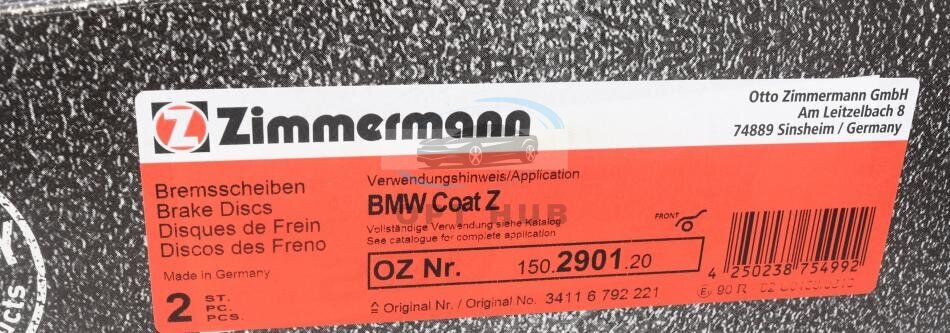 Zimmermann
Otto Zimmermann GmbH
Am Leitzelbach 8
74889 Sinsheim / Germany
Bremsscheiben
Brake Discs
Disques de Frein
Discos des Freno
Made in Germany
2 ST.
PC.
PCS.
Verwendungshinweis/Application
BMW Coat Z
OPT HUB
Vollständige Verwendung siehe Katalog
See catalogue for complete application
FRONT
OZ Nr. 150.2901.20
≙ Original Nr. / Original No. 3411 6 792 221
4 250238 754992
90 R
ucts